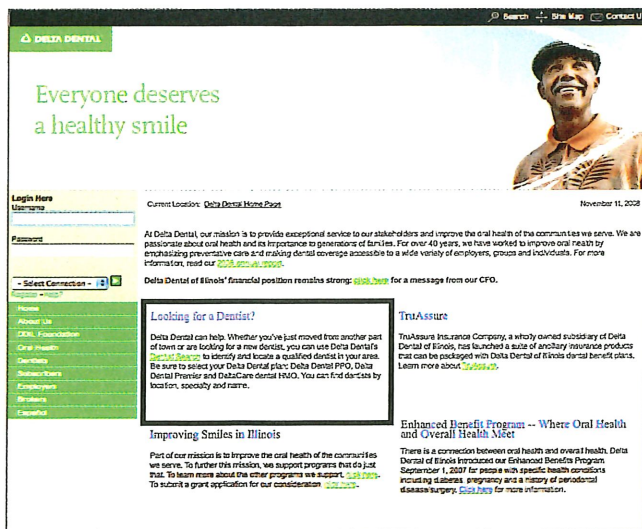 Search Site Map Contact U
DELTA DENTAL
Everyone deserves
a healthy smile
Login Here
Username
Password
- Select Connection -
Register - Help?
Home
About Us
DDIL Foundation
Oral Health
Dentists
Subscribers
Employers
Brokers
Español
Current Location: Delta Dental Home Page
November 11, 2008
At Delta Dental, our mission is to provide exceptional service to our stakeholders and improve the oral health of the communities we serve. We are
passionate about oral health and its importance to generations of families. For over 40 years, we have worked to improve oral health by
emphasizing preventative care and making dental coverage accessible to a wide variety of employers, groups and individuals. For more
information, read our annual report.
Delta Dental of Illinois' financial position remains strong: click here for a message from our CFO.
Looking for a Dentist?
Delta Dental can help. Whether you've just moved from another part
of town or are looking for a new dentist, you can use Delta Dental's
Dentist Search to identify and locate a qualified dentist in your area.
Be sure to select your Delta Dental plan: Delta Dental PPO, Delta
Dental Premier and DeltaCare dental HMO. You can find dentists by
location, specialty and name.
TruAssure
TruAssure Insurance Company, a wholly owned subsidiary of Delta
Dental of Illinois, has launched a suite of ancillary insurance products
that can be packaged with Delta Dental of Illinois dental benefit plans.
Learn more about TruAssure.
Improving Smiles in Illinois
Part of our mission is to improve the oral health of the communities
we serve. To further this mission, we support programs that do just
that. To learn more about the other programs we support, click here.
To submit a grant application for our consideration, click here.
Enhanced Benefit Program -- Where Oral Health
and Overall Health Meet
There is a connection between oral health and overall health. Delta
Dental of Illinois introduced our Enhanced Benefits Program
September 1, 2007 for people with specific health conditions
including diabetes, pregnancy and a history of periodontal
disease/surgery. Click here for more information.